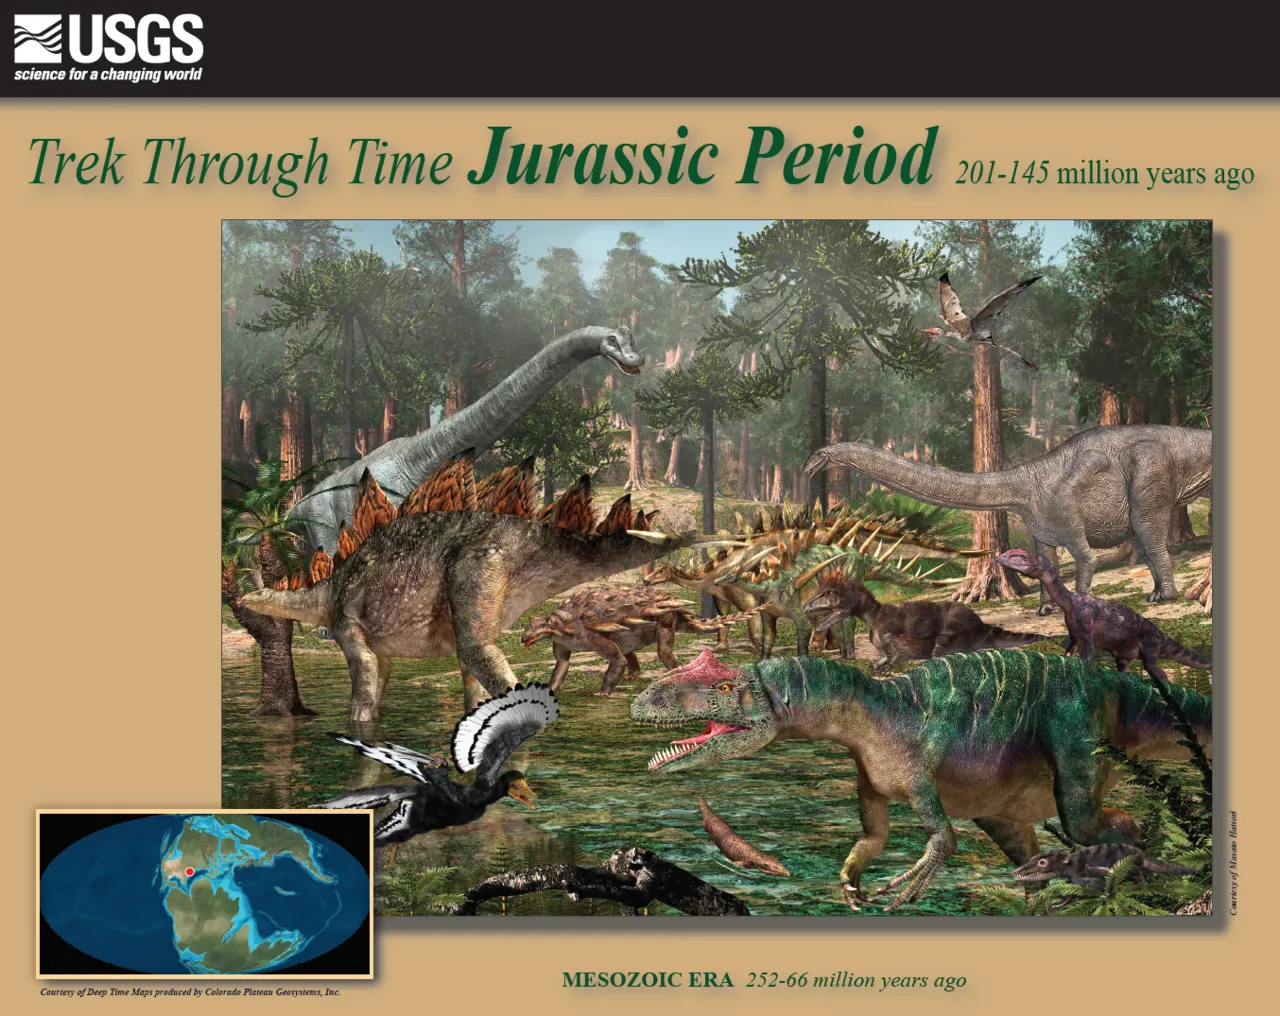 USGS
science for a changing world
Trek Through Time Jurassic Period 201-145 million years ago
Courtesy of Masato Hattori
Courtesy of Deep Time Maps produced by Colorado Plateau Geosystems, Inc.
MESOZOIC ERA 252-66 million years ago